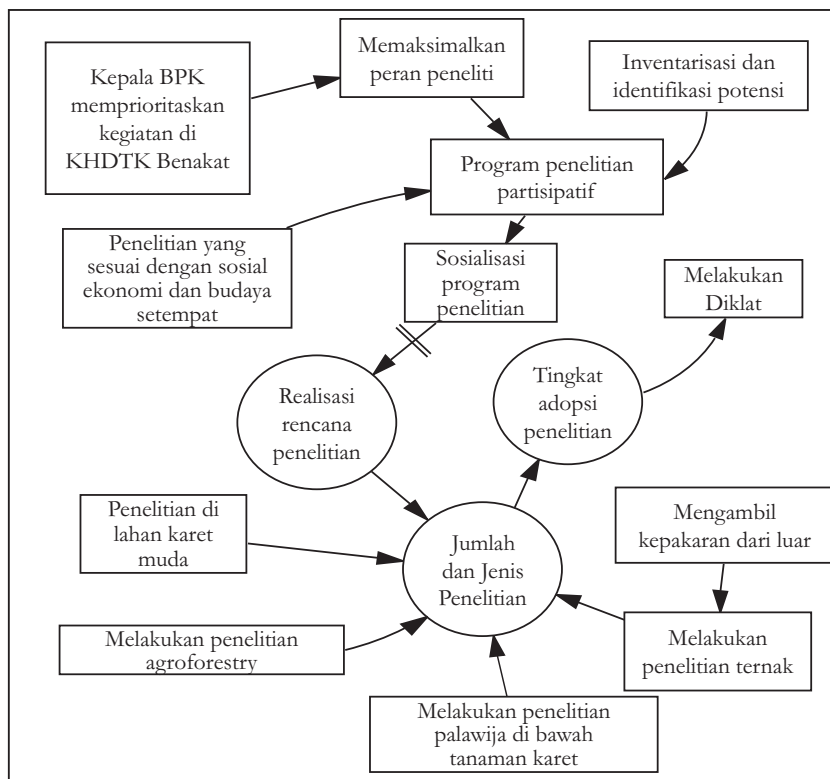 Memaksimalkan
peran peneliti
Kepala BPK
memprioritaskan
kegiatan di
KHDTK Benakat
Inventarisasi dan
identifikasi potensi
Program penelitian
partisipatif
Penelitian yang
sesuai dengan sosial
ekonomi dan budaya
setempat
Sosialisasi
program
penelitian
Melakukan
Diklat
Realisasi
rencana
penelitian
Tingkat
adopsi
penelitian
Penelitian di
lahan karet
muda
Jumlah
dan Jenis
Penelitian
Mengambil
kepakaran dari luar
Melakukan penelitian
agroforestry
Melakukan
penelitian ternak
Melakukan penelitian
palawija di bawah
tanaman karet